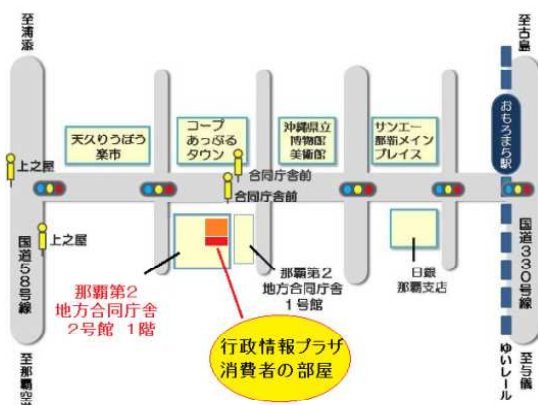 至浦添
至古島
天久りうぼう
楽市
コープ
あっぷる
タウン
沖縄県立
博物館
美術館
サンエー
那覇メイン
プレイス
おもろまち駅
上之屋
合同庁舎前
合同庁舎前
上之屋
国道58号線
国道330号線
那覇第2
地方合同庁舎
2号館 1階
那覇第2
地方合同庁舎
1号館
日銀
那覇支店
行政情報プラザ
消費者の部屋
至那覇空港
ゆいレール
至与儀